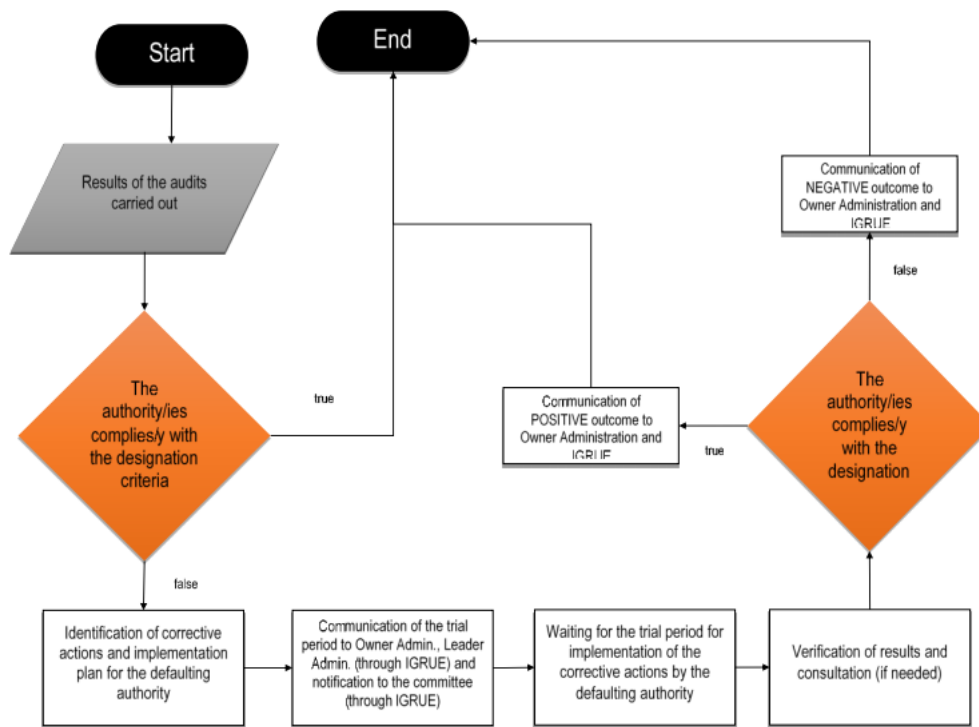 Start
End
Results of the audits
carried out
The
authority/ies
complies/y with
the designation
criteria
true
false
Identification of corrective
actions and implementation
plan for the defaulting
authority
Communication of the trial
period to Owner Admin., Leader
Admin. (through IGRUE) and
notification to the committee
(through IGRUE)
Waiting for the trial period for
implementation of the
corrective actions by the
defaulting authority
Verification of results and
consultation (if needed)
The
authority/ies
complies/y
with the
designation
true
Communication of
POSITIVE outcome to
Owner Administration and
IGRUE
false
Communication of
NEGATIVE outcome to
Owner Administration and
IGRUE